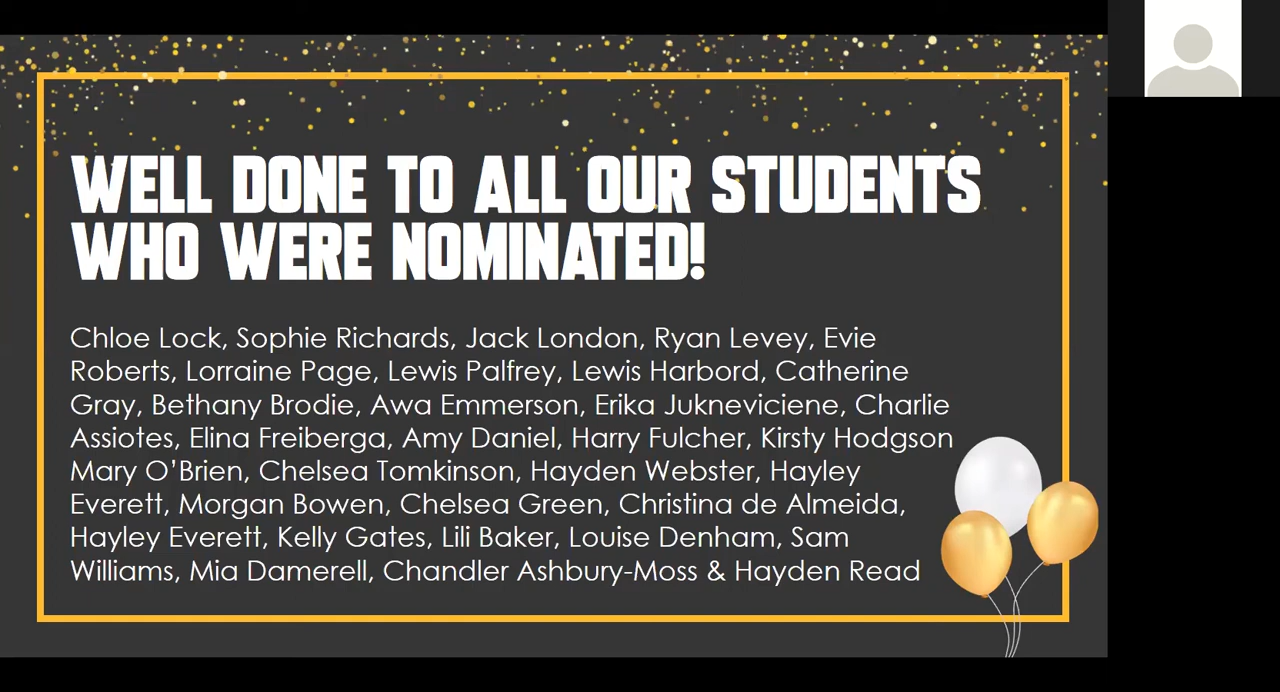 WELL DONE TO ALL OUR STUDENTS
WHO WERE NOMINATED!
Chloe Lock, Sophie Richards, Jack London, Ryan Levey, Evie
Roberts, Lorraine Page, Lewis Palfrey, Lewis Harbord, Catherine
Gray, Bethany Brodie, Awa Emmerson, Erika Jukneviciene, Charlie
Assiotes, Elina Freiberga, Amy Daniel, Harry Fulcher, Kirsty Hodgson
Mary O’Brien, Chelsea Tomkinson, Hayden Webster, Hayley
Everett, Morgan Bowen, Chelsea Green, Christina de Almeida,
Hayley Everett, Kelly Gates, Lili Baker, Louise Denham, Sam
Williams, Mia Damerell, Chandler Ashbury-Moss & Hayden Read